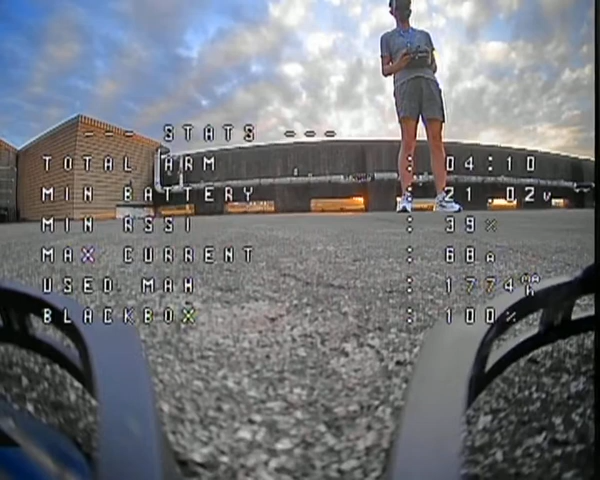 --- STATS ---
TOTAL ARM : 04:10
MIN BATTERY : 21.02V
MIN RSSI : 39%
MAX CURRENT : 68A
USED MAH : 1774MAH
BLACKBOX : 100%